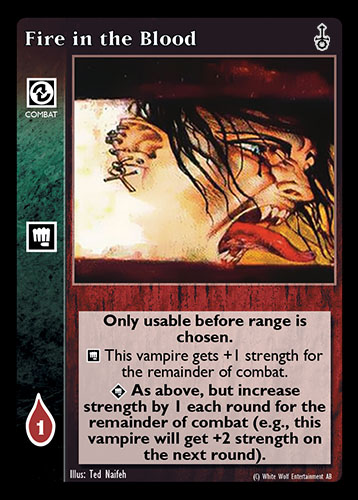 Fire in the Blood
COMBAT
Only usable before range is
chosen.
This vampire gets +1 strength for
the remainder of combat.
As above, but increase
strength by 1 each round for the
remainder of combat (e.g., this
vampire will get +2 strength on
the next round).
1
Illus: Ted Naifeh
(C) White Wolf Entertainment AB